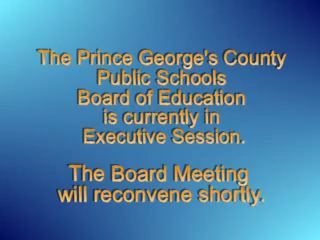 The Prince George's County
Public Schools
Board of Education
is currently in
Executive Session.
The Board Meeting
will reconvene shortly.